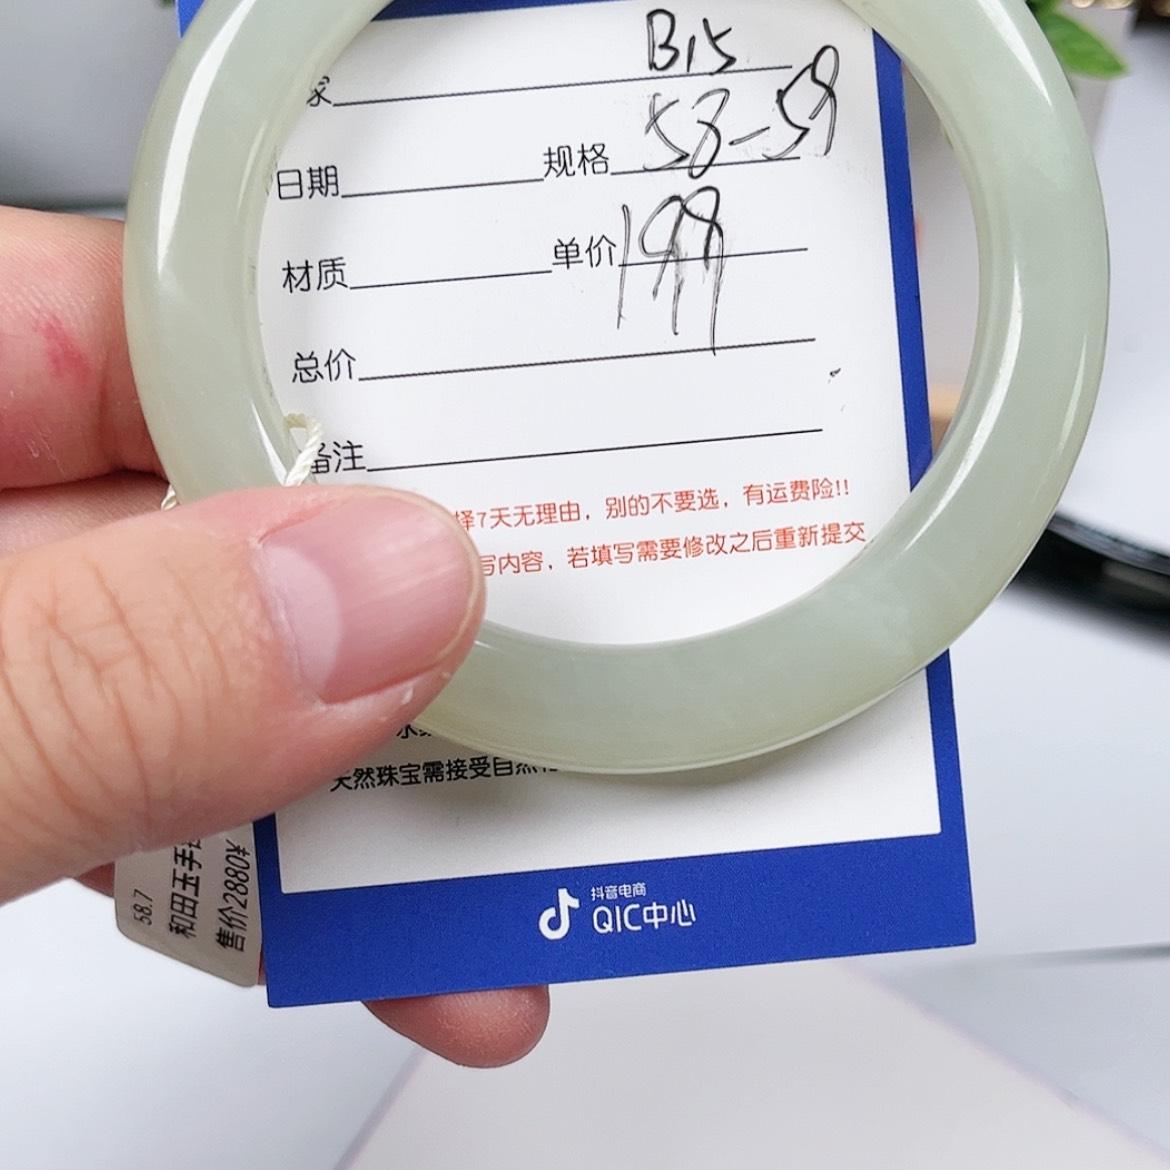 家 B15
日期 规格 58-59
材质 单价 199
总价
备注
择7天无理由，别的不要选，有运费险!!
写内容，若填写需要修改之后重新提交
天然珠宝需接受自然
抖音电商
QIC中心
58.7
和田玉手
售价2880¥